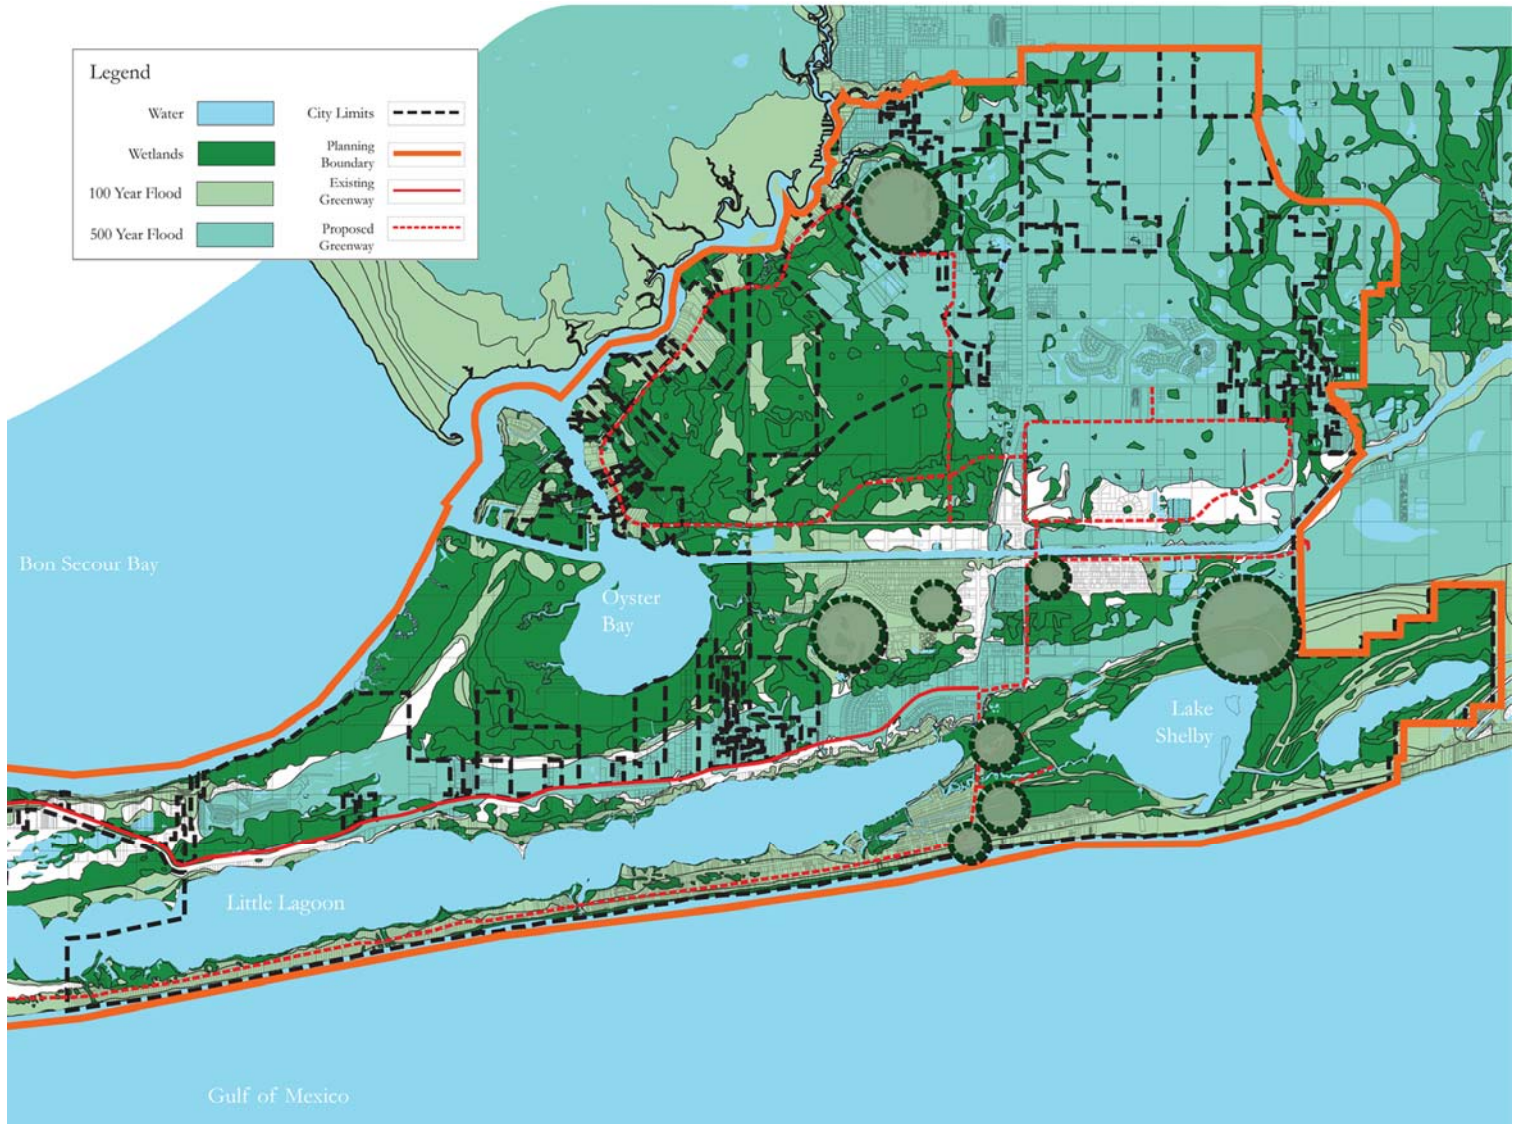 Legend
Water
City Limits
Wetlands
Planning
Boundary
100 Year Flood
Existing
Greenway
500 Year Flood
Proposed
Greenway
Bon Secour Bay
Oyster
Bay
Lake
Shelby
Little Lagoon
Gulf of Mexico